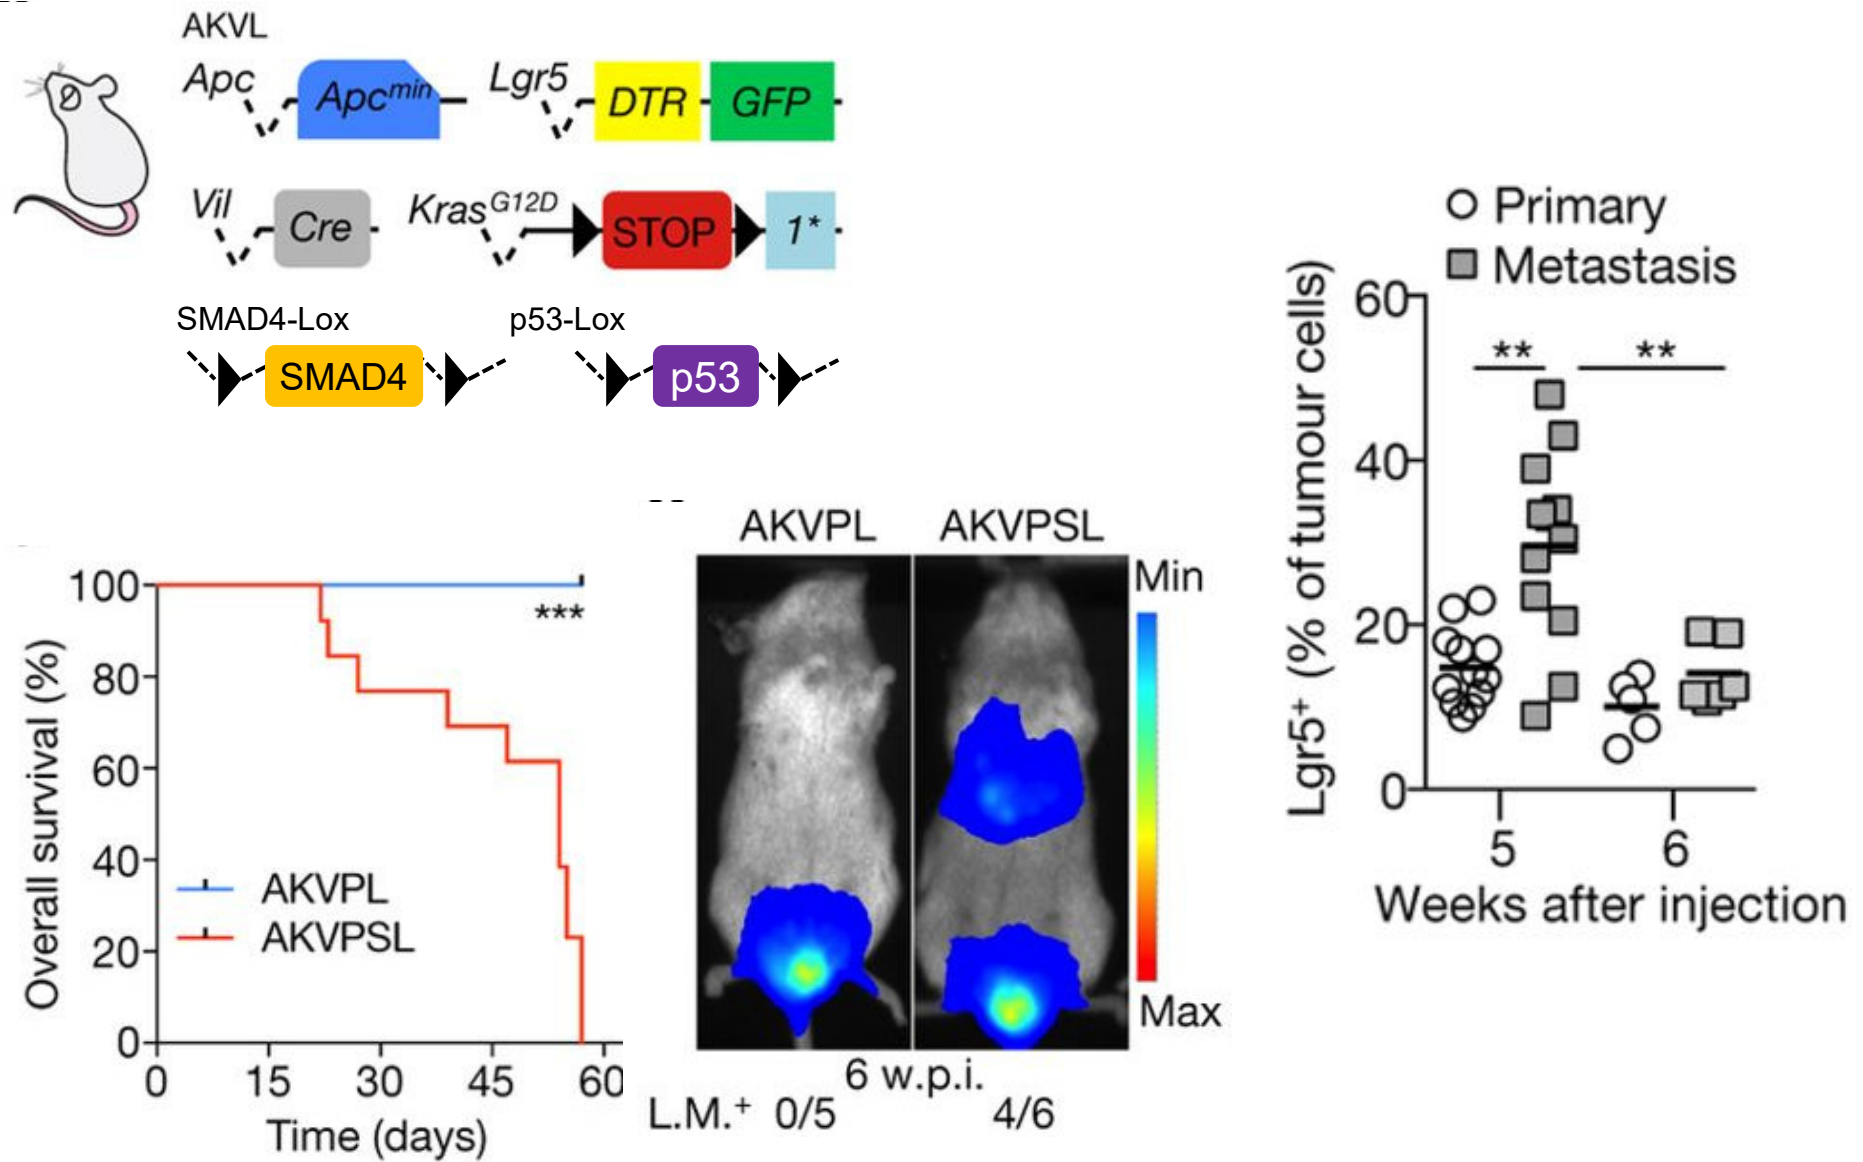 AKVL
Apc Apcmin Lgr5 DTR GFP
Vil Cre KrasG12D STOP 1*
SMAD4-Lox p53-Lox
SMAD4 p53
Overall survival (%)
100
80
60
40
20
0
***
AKVPL
AKVPSL
0 15 30 45 60
Time (days)
AKVPL AKVPSL
Min
Max
6 w.p.i.
L.M.+ 0/5 4/6
Primary
Metastasis
Lgr5+ (% of tumour cells)
60
40
20
0
** **
5 6
Weeks after injection